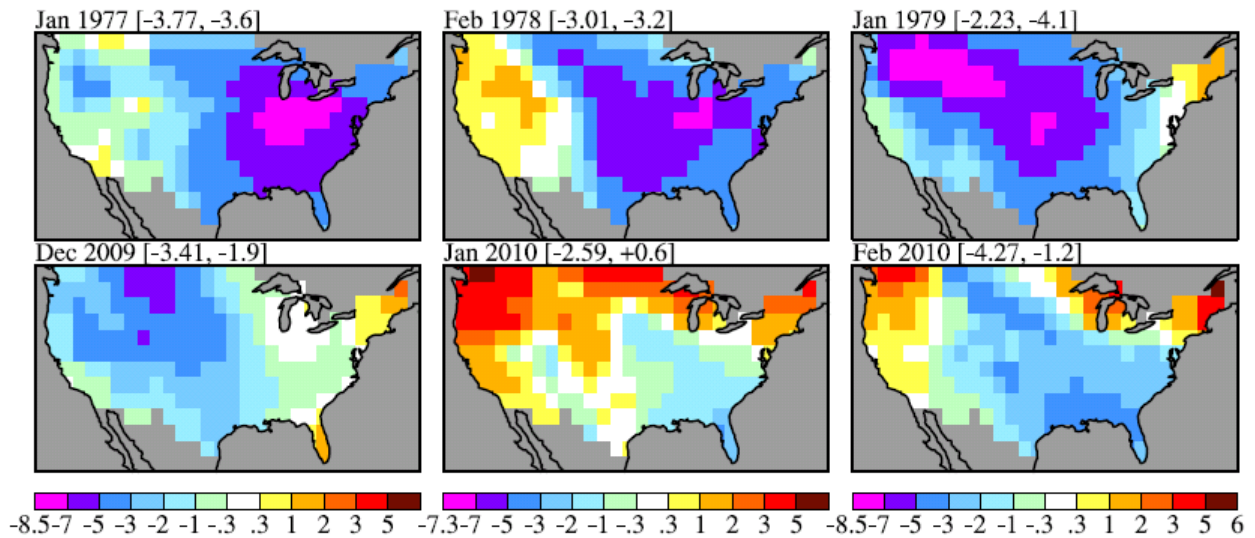 Jan 1977 [-3.77, -3.6]
Feb 1978 [-3.01, -3.2]
Jan 1979 [-2.23, -4.1]
Dec 2009 [-3.41, -1.9]
Jan 2010 [-2.59, +0.6]
Feb 2010 [-4.27, -1.2]
-8.5 -7 -5 -3 -2 -1 -.3 .3 1 2 3 5 6
-7.3 -7 -5 -3 -2 -1 -.3 .3 1 2 3 5
-8.5 -7 -5 -3 -2 -1 -.3 .3 1 2 3 5 6